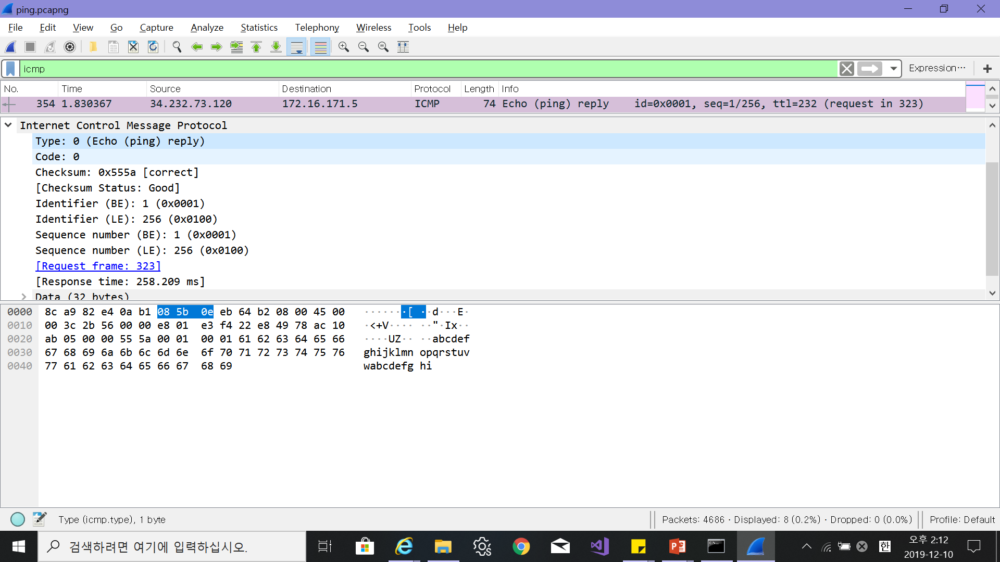 ping.pcapng
File Edit View Go Capture Analyze Statistics Telephony Wireless Tools Help
icmp Expression…
No. Time Source Destination Protocol Length Info
354 1.830367 34.232.73.120 172.16.171.5 ICMP 74 Echo (ping) reply id=0x0001, seq=1/256, ttl=232 (request in 323)
Internet Control Message Protocol
Type: 0 (Echo (ping) reply)
Code: 0
Checksum: 0x555a [correct]
[Checksum Status: Good]
Identifier (BE): 1 (0x0001)
Identifier (LE): 256 (0x0100)
Sequence number (BE): 1 (0x0001)
Sequence number (LE): 256 (0x0100)
[Request frame: 323]
[Response time: 258.209 ms]
Data (32 bytes)
0000 8c a9 82 e4 0a b1 08 5b 0e eb 64 b2 08 00 45 00 ·······[ ··d···E·
0010 00 3c 2b 56 00 00 e8 01 e3 f4 22 e8 49 78 ac 10 ·<+V···· ··"·Ix··
0020 ab 05 00 00 55 5a 00 01 00 01 61 62 63 64 65 66 ····UZ·· ··abcdef
0030 67 68 69 6a 6b 6c 6d 6e 6f 70 71 72 73 74 75 76 ghijklmn opqrstuv
0040 77 61 62 63 64 65 66 67 68 69 wabcdefg hi
Type (icmp.type), 1 byte Packets: 4686 · Displayed: 8 (0.2%) · Dropped: 0 (0.0%) Profile: Default
검색하려면 여기에 입력하십시오. 한 오후 2:12
2019-12-10